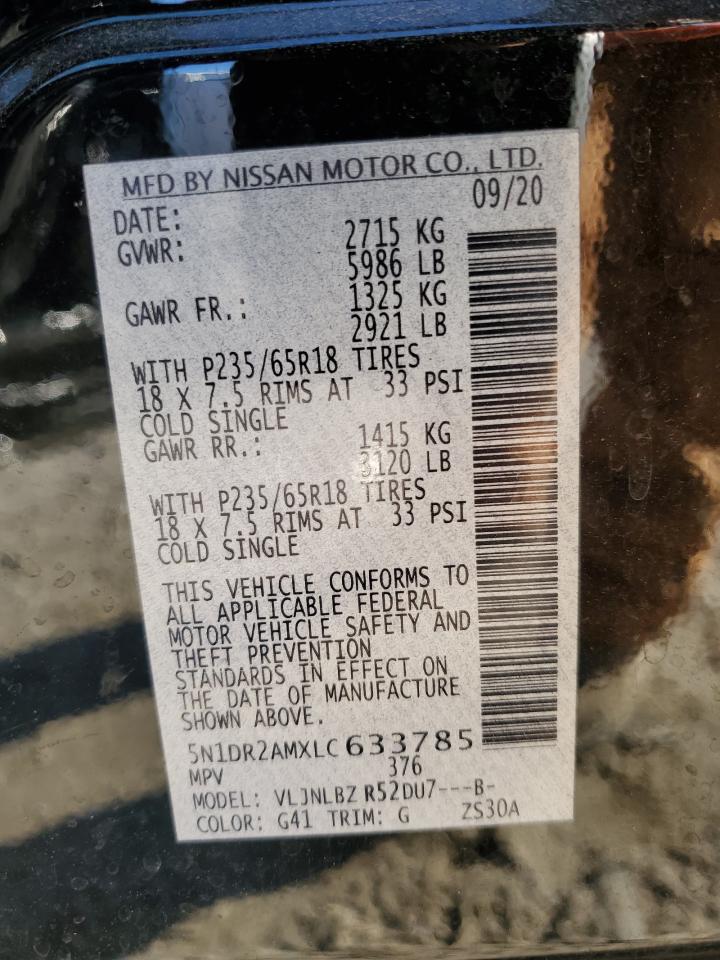 MFD BY NISSAN MOTOR CO., LTD.
DATE: 09/20
GVWR: 2715 KG
5986 LB
GAWR FR.: 1325 KG
2921 LB
WITH P235/65R18 TIRES
18 X 7.5 RIMS AT 33 PSI
COLD SINGLE
GAWR RR.: 1415 KG
3120 LB
WITH P235/65R18 TIRES
18 X 7.5 RIMS AT 33 PSI
COLD SINGLE
THIS VEHICLE CONFORMS TO
ALL APPLICABLE FEDERAL
MOTOR VEHICLE SAFETY AND
THEFT PREVENTION
STANDARDS IN EFFECT ON
THE DATE OF MANUFACTURE
SHOWN ABOVE.
5N1DR2AMXLC633785
MPV 376
MODEL: VLJNLBZ R52DU7---B-
COLOR: G41 TRIM: G ZS30A